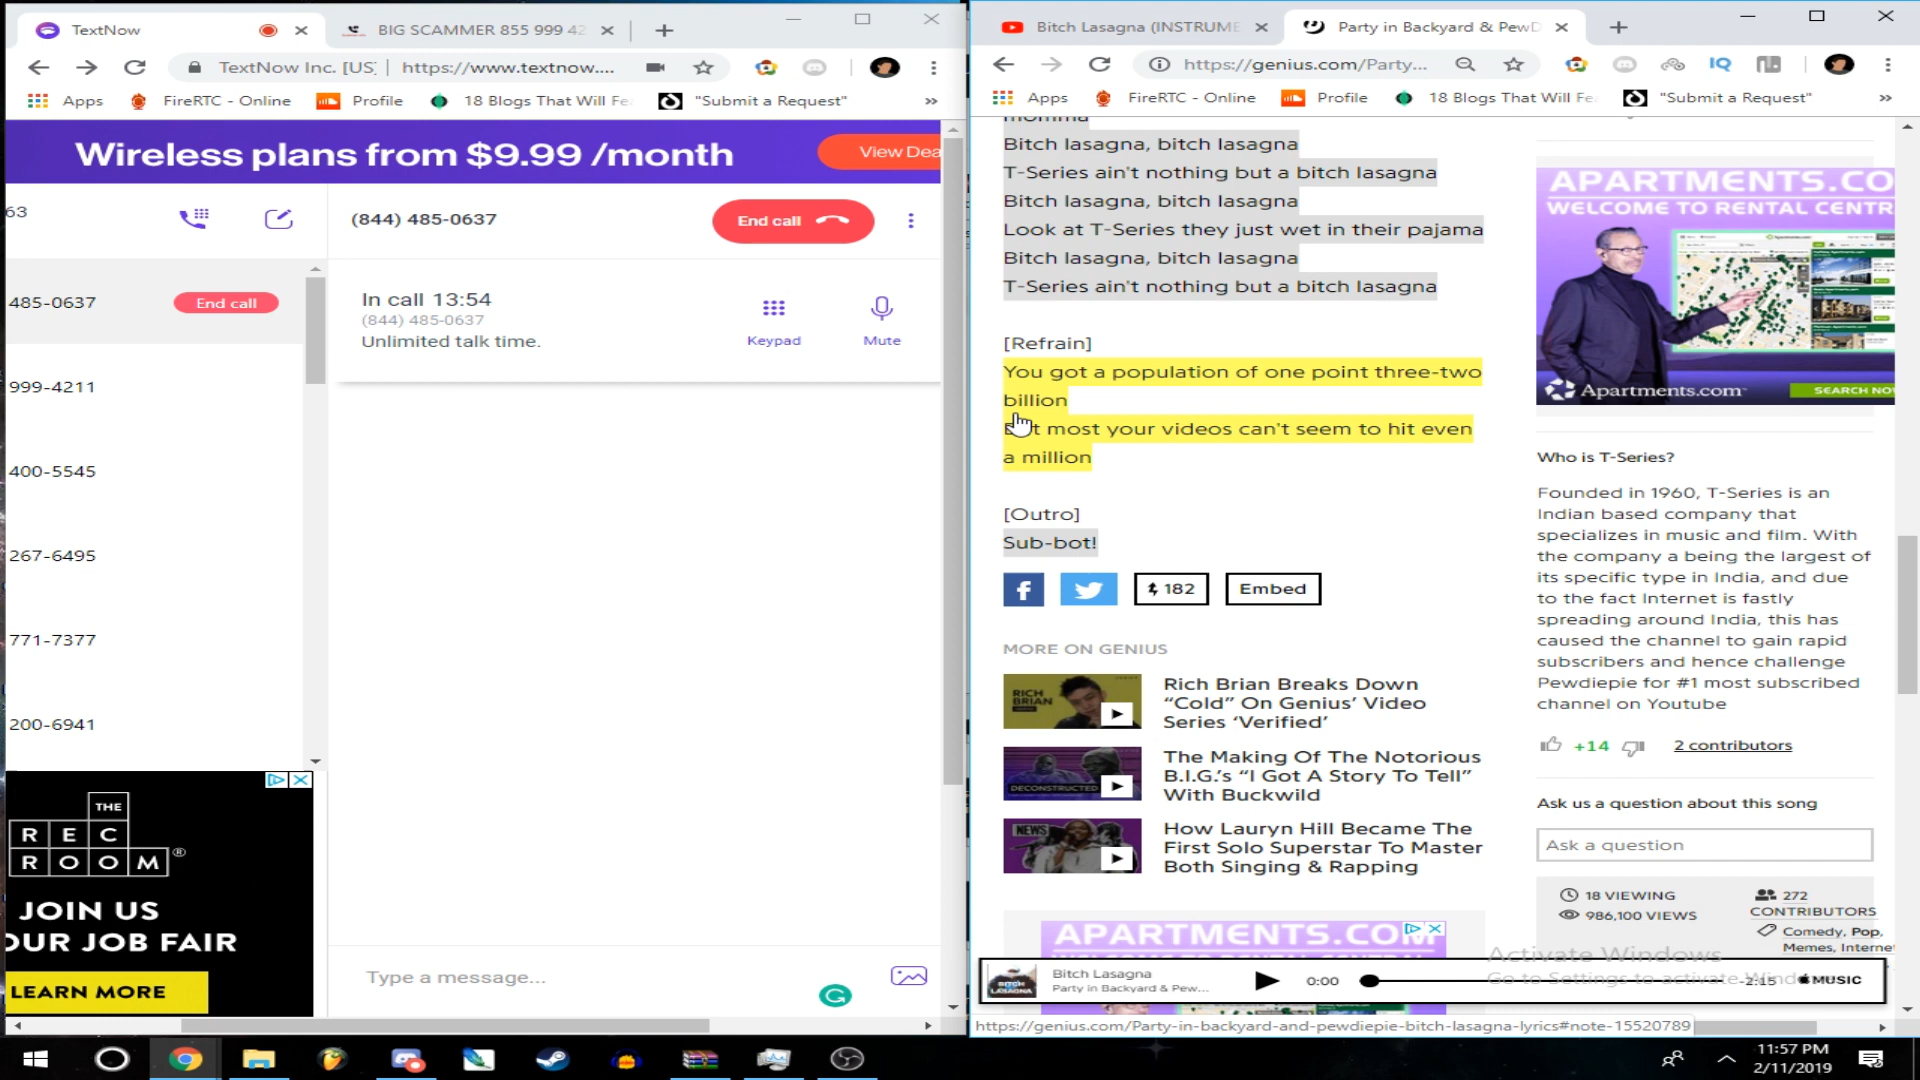 TextNow
BIG SCAMMER 855 999 42
TextNow Inc. [US]
https://www.textnow....
Apps
FireRTC - Online
Profile
18 Blogs That Will Fe
"Submit a Request"
»
Wireless plans from $9.99 /month
View Dea
63
(844) 485-0637
End call
485-0637
End call
In call 13:54
(844) 485-0637
Unlimited talk time.
Keypad
Mute
999-4211
400-5545
267-6495
771-7377
200-6941
THE
REC
ROOM®
JOIN US
OUR JOB FAIR
LEARN MORE
Type a message...
Bitch Lasagna (INSTRUME
Party in Backyard & PewD
https://genius.com/Party...
IQ
Apps
FireRTC - Online
Profile
18 Blogs That Will Fe
"Submit a Request"
»
momma
Bitch lasagna, bitch lasagna
T-Series ain't nothing but a bitch lasagna
Bitch lasagna, bitch lasagna
Look at T-Series they just wet in their pajama
Bitch lasagna, bitch lasagna
T-Series ain't nothing but a bitch lasagna
[Refrain]
You got a population of one point three-two
billion
most your videos can't seem to hit even
a million
[Outro]
Sub-bot!
182
Embed
MORE ON GENIUS
RICH
BRIAN
Rich Brian Breaks Down
“Cold” On Genius’ Video
Series ‘Verified’
DECONSTRUCTED
The Making Of The Notorious
B.I.G.’s “I Got A Story To Tell”
With Buckwild
NEWS
How Lauryn Hill Became The
First Solo Superstar To Master
Both Singing & Rapping
APARTMENTS.COM
APARTMENTS.CO
WELCOME TO RENTAL CENTR
Apartments.com
SEARCH NO
Who is T-Series?
Founded in 1960, T-Series is an
Indian based company that
specializes in music and film. With
the company a being the largest of
its specific type in India, and due
to the fact Internet is fastly
spreading around India, this has
caused the channel to gain rapid
subscribers and hence challenge
Pewdiepie for #1 most subscribed
channel on Youtube
+14
2 contributors
Ask us a question about this song
Ask a question
18 VIEWING
986,100 VIEWS
272
CONTRIBUTORS
Comedy, Pop,
Memes, Internet
Activate Windows
Go to Settings to activate Windows
Bitch Lasagna
Party in Backyard & Pew...
0:00
-2:15
MUSIC
https://genius.com/Party-in-backyard-and-pewdiepie-bitch-lasagna-lyrics#note-15520789
11:57 PM
2/11/2019